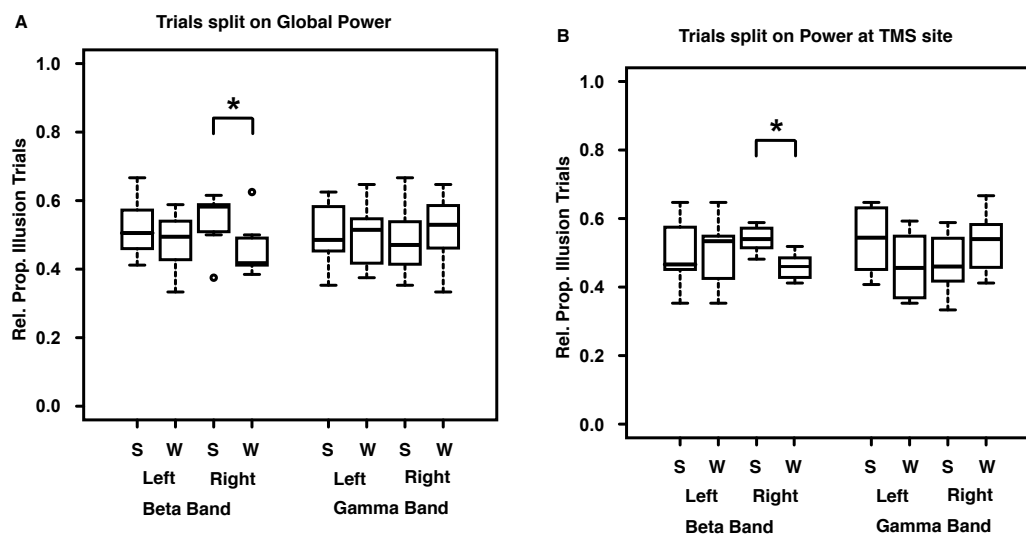 A
Trials split on Global Power
Rel. Prop. Illusion Trials
1.0
0.8
0.6
0.4
0.2
0.0
*
S W S W S W S W
Left Right Left Right
Beta Band Gamma Band
B
Trials split on Power at TMS site
Rel. Prop. Illusion Trials
1.0
0.8
0.6
0.4
0.2
0.0
*
S W S W S W S W
Left Right Left Right
Beta Band Gamma Band